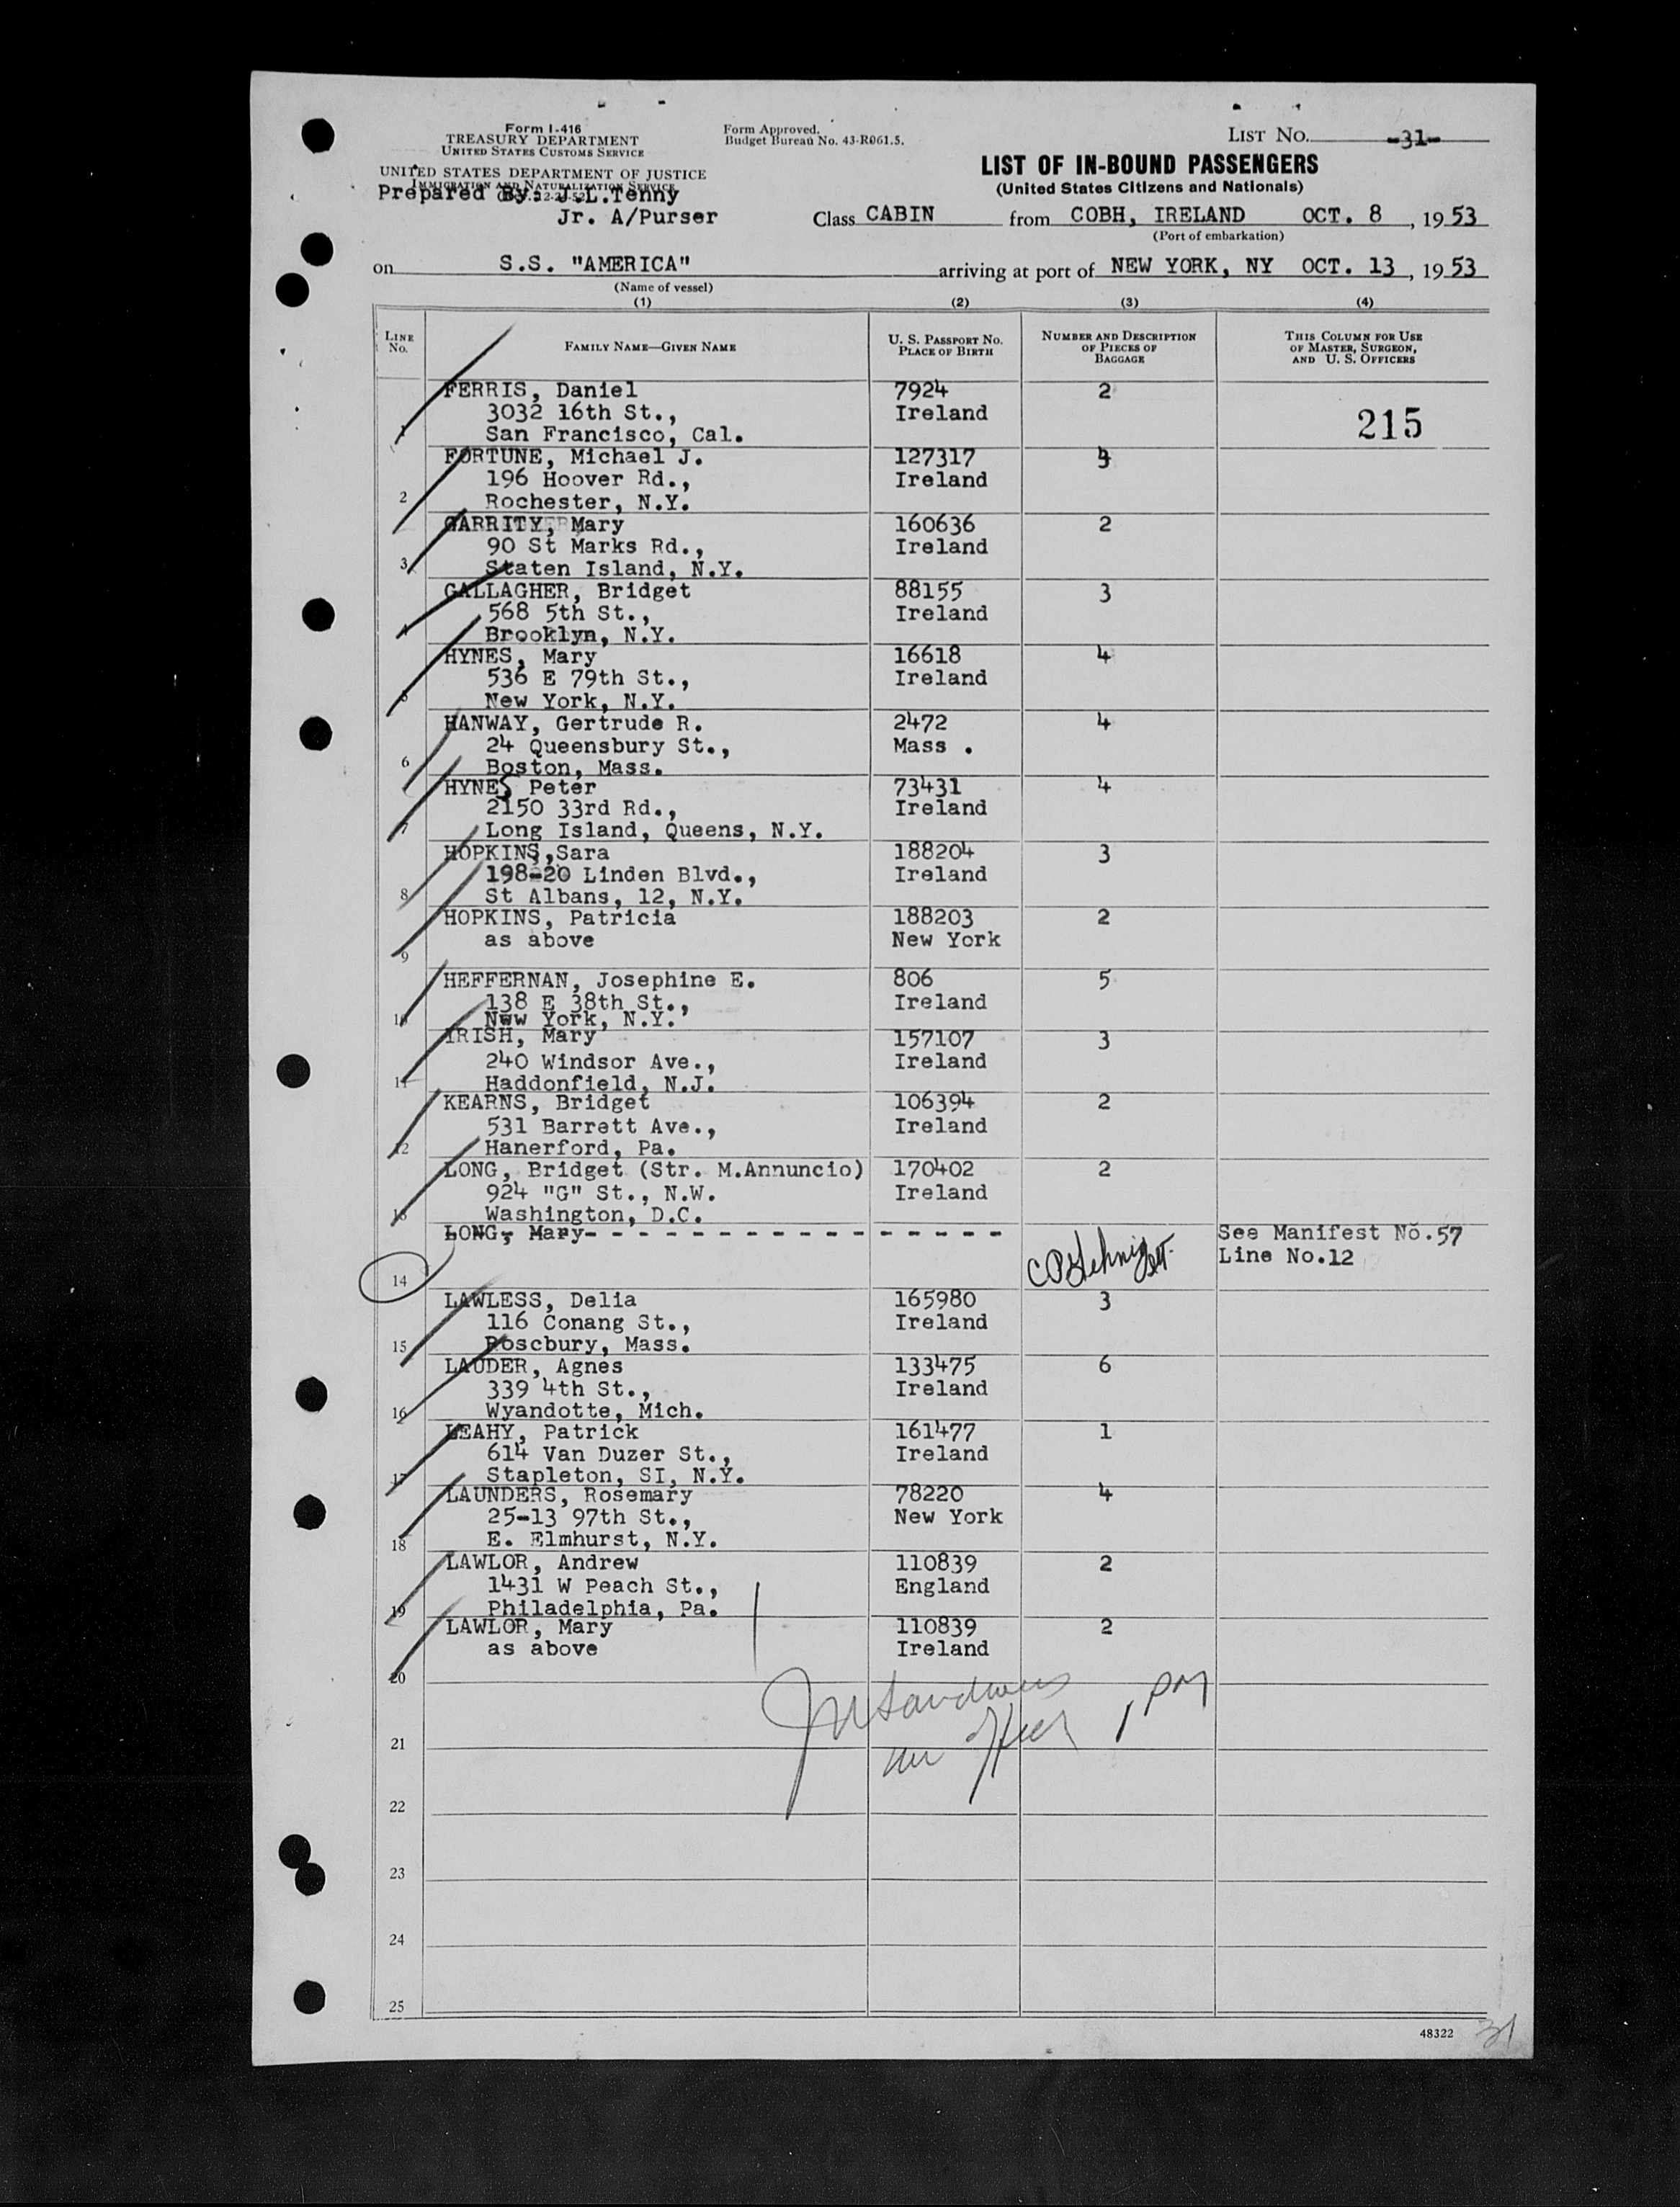 Form I-416
TREASURY DEPARTMENT
UNITED STATES CUSTOMS SERVICE
UNITED STATES DEPARTMENT OF JUSTICE
IMMIGRATION AND NATURALIZATION SERVICE
Prepared By: J.L.Tenny
Jr. A/Purser
Form Approved.
Budget Bureau No. 43-R061.5.
LIST No. -31-
LIST OF IN-BOUND PASSENGERS
(United States Citizens and Nationals)
Class CABIN from COBH, IRELAND OCT. 8, 1953
(Port of embarkation)
on S.S. "AMERICA" arriving at port of NEW YORK, NY OCT. 13, 1953
(Name of vessel)
(1) (2) (3) (4)
LINE No. FAMILY NAME—GIVEN NAME U. S. PASSPORT No. PLACE OF BIRTH NUMBER AND DESCRIPTION OF PIECES OF BAGGAGE THIS COLUMN FOR USE OF MASTER, SURGEON, AND U. S. OFFICERS
FERRIS, Daniel 7924 2
3032 16th St., Ireland 215
1 San Francisco, Cal.
FORTUNE, Michael J. 127317
196 Hoover Rd., Ireland
2 Rochester, N.Y.
GARRITY, Mary 160636 2
90 St Marks Rd., Ireland
3 Staten Island, N.Y.
GALLAGHER, Bridget 88155 3
568 5th St., Ireland
4 Brooklyn, N.Y.
HYNES, Mary 16618 4
536 E 79th St., Ireland
5 New York, N.Y.
HANWAY, Gertrude R. 2472 4
24 Queensbury St., Mass .
6 Boston, Mass.
HYNES Peter 73431 4
2150 33rd Rd., Ireland
7 Long Island, Queens, N.Y.
HOPKINS,Sara 188204 3
198-20 Linden Blvd., Ireland
8 St Albans, 12, N.Y.
HOPKINS, Patricia 188203 2
as above New York
9
HEFFERNAN, Josephine E. 806 5
138 E 38th St., Ireland
10 New York, N.Y.
IRISH, Mary 157107 3
240 Windsor Ave., Ireland
11 Haddonfield, N.J.
KEARNS, Bridget 106394 2
531 Barrett Ave., Ireland
12 Hanerford, Pa.
LONG, Bridget (Str. M.Annuncio) 170402 2
924 "G" St., N.W. Ireland
13 Washington, D.C.
LONG, Mary- - - - - - - - - - - - - - - - See Manifest No.57
Line No.12
14
LAWLESS, Delia 165980 3
116 Conang St., Ireland
15 Roscbury, Mass.
LAUDER, Agnes 133475 6
339 4th St., Ireland
16 Wyandotte, Mich.
LEAHY, Patrick 161477 1
614 Van Duzer St., Ireland
17 Stapleton, SI, N.Y.
LAUNDERS, Rosemary 78220 4
25-13 97th St., New York
18 E. Elmhurst, N.Y.
LAWLOR, Andrew 110839 2
1431 W Peach St., England
19 Philadelphia, Pa.
LAWLOR, Mary 110839 2
as above Ireland
20
1 PM
21
22
23
24
25
48322
31